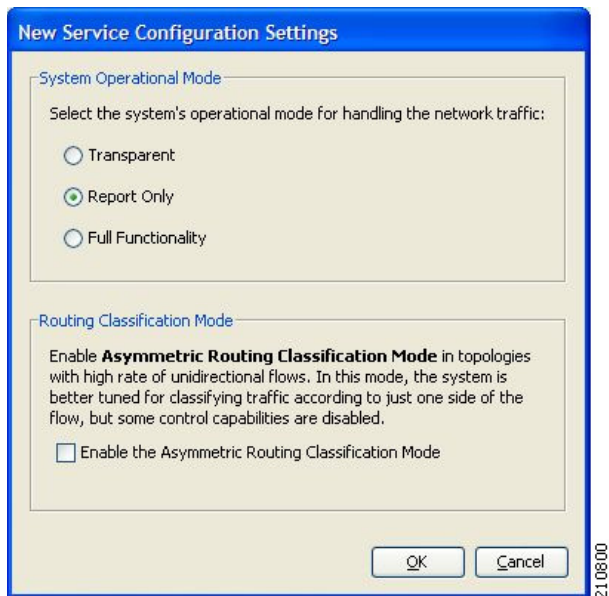 New Service Configuration Settings
System Operational Mode
Select the system's operational mode for handling the network traffic:
Transparent
Report Only
Full Functionality
Routing Classification Mode
Enable Asymmetric Routing Classification Mode in topologies
with high rate of unidirectional flows. In this mode, the system is
better tuned for classifying traffic according to just one side of the
flow, but some control capabilities are disabled.
Enable the Asymmetric Routing Classification Mode
OK
Cancel
210800